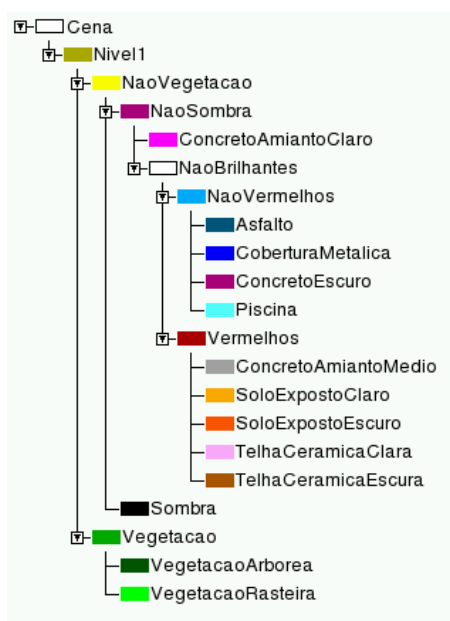 Cena
Nivel1
NaoVegetacao
NaoSombra
ConcretoAmiantoClaro
NaoBrilhantes
NaoVermelhos
Asfalto
CoberturaMetalica
ConcretoEscuro
Piscina
Vermelhos
ConcretoAmiantoMedio
SoloExpostoClaro
SoloExpostoEscuro
TelhaCeramicaClara
TelhaCeramicaEscura
Sombra
Vegetacao
VegetacaoArborea
VegetacaoRasteira